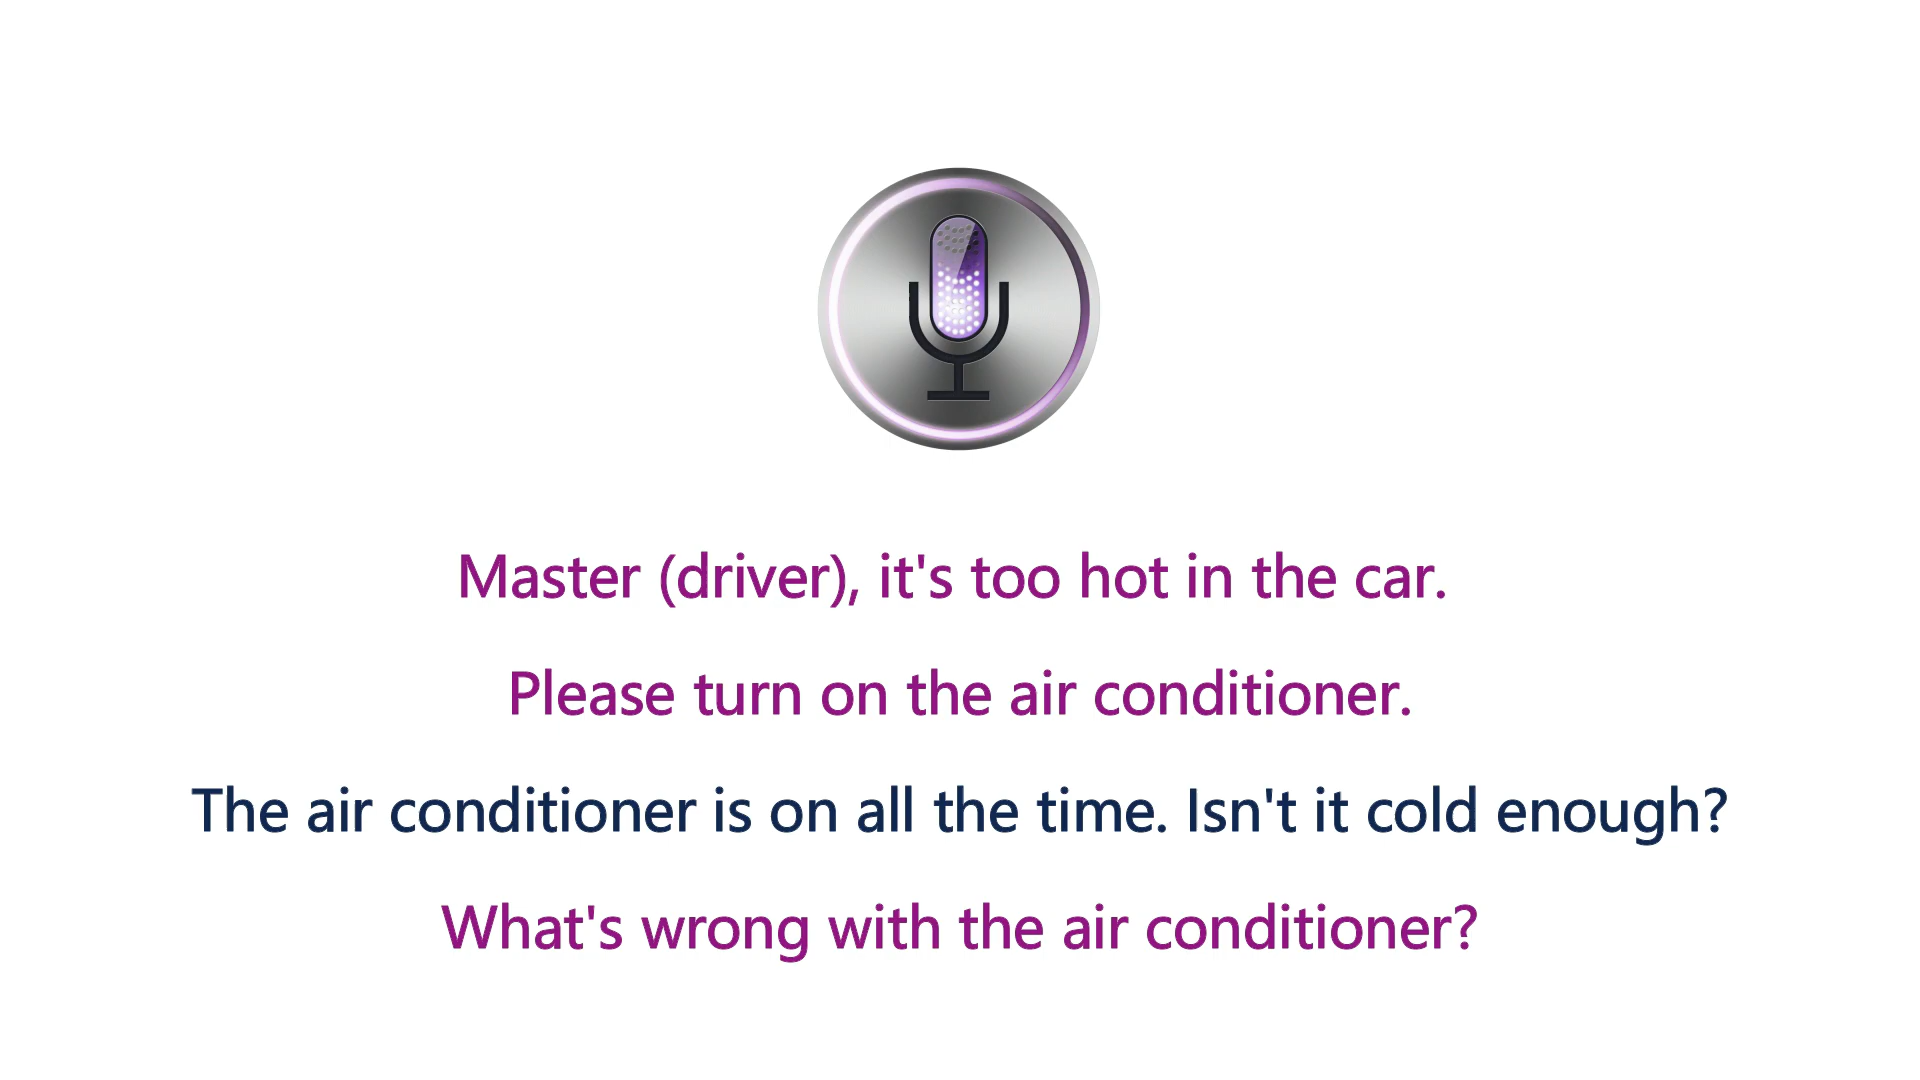 Master (driver), it's too hot in the car.
Please turn on the air conditioner.
The air conditioner is on all the time. Isn't it cold enough?
What's wrong with the air conditioner?